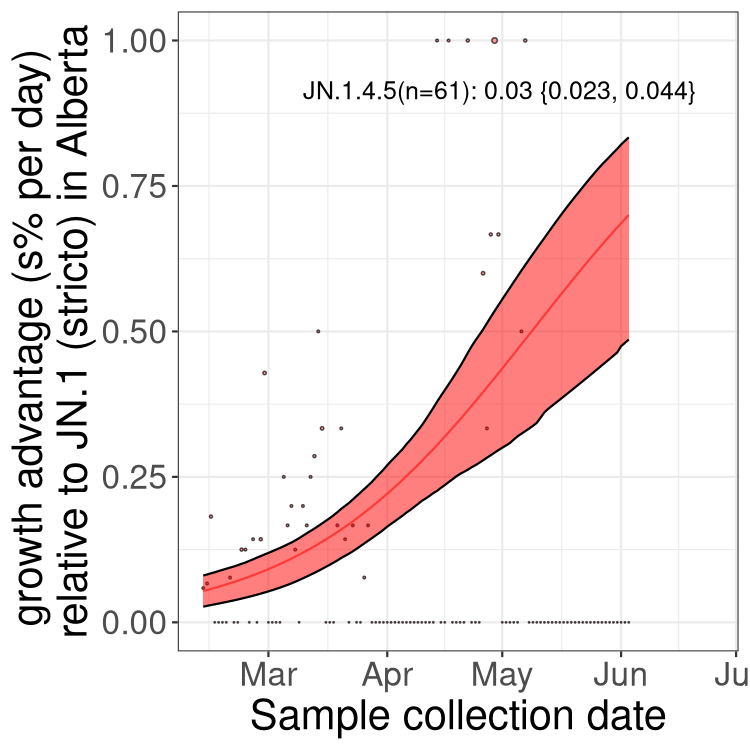 growth advantage (s% per day)
relative to JN.1 (stricto) in Alberta
1.00
JN.1.4.5(n=61): 0.03 {0.023, 0.044}
0.75
0.50
0.25
0.00
Mar Apr May Jun Ju
Sample collection date